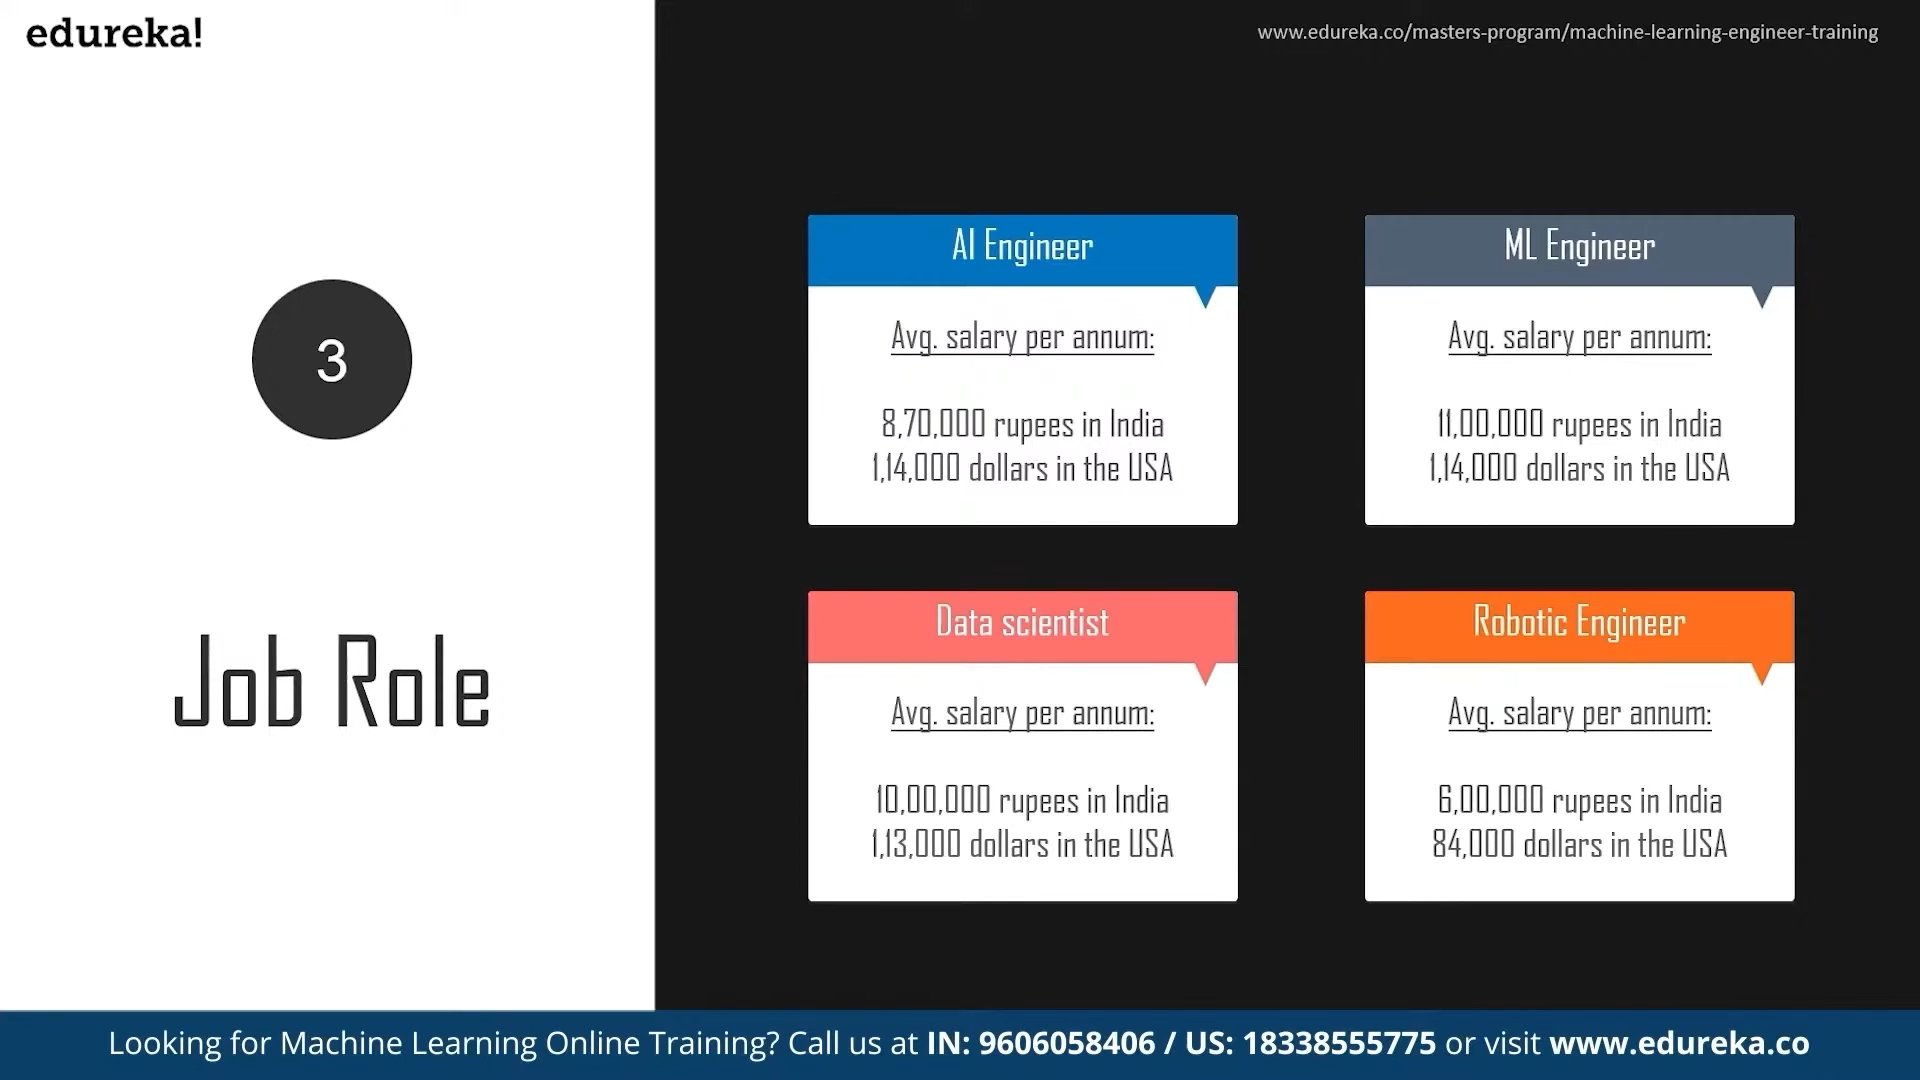 edureka!
www.edureka.co/masters-program/machine-learning-engineer-training
3
Job Role
AI Engineer
Avg. salary per annum:
8,70,000 rupees in India
1,14,000 dollars in the USA
ML Engineer
Avg. salary per annum:
11,00,000 rupees in India
1,14,000 dollars in the USA
Data scientist
Avg. salary per annum:
10,00,000 rupees in India
1,13,000 dollars in the USA
Robotic Engineer
Avg. salary per annum:
6,00,000 rupees in India
84,000 dollars in the USA
Looking for Machine Learning Online Training? Call us at IN: 9606058406 / US: 18338555775 or visit www.edureka.co